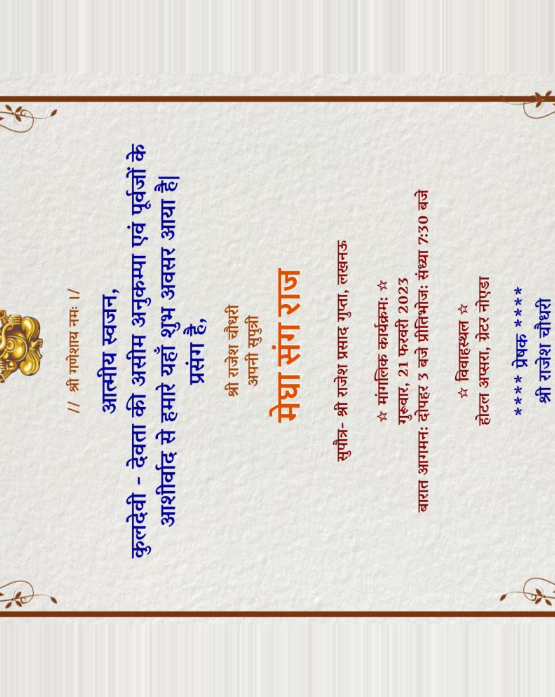 // श्री गणेशाय नमः ।/
आत्मीय स्वजन,
कुलदेवी - देवता की असीम अनुकम्पा एवं पूर्वजों के
आशीर्वाद से हमारे यहाँ शुभ अवसर आया है|
प्रसंग है,
श्री राजेश चौधरी
अपनी सुपुत्री
मेघा संग राज
सुपौत्र- श्री राजेश प्रसाद गुप्ता, लखनऊ
☆ मांगलिक कार्यक्रमः ☆
गुरूवार, 21 फरवरी 2023
बारात आगमनः दोपहर 3 बजे प्रीतिभोजः संध्या 7:30 बजे
☆ विवाहस्थल ☆
होटल अप्सरा, ग्रेटर नोएडा
**** प्रेषक ****
श्री राजेश चौधरी